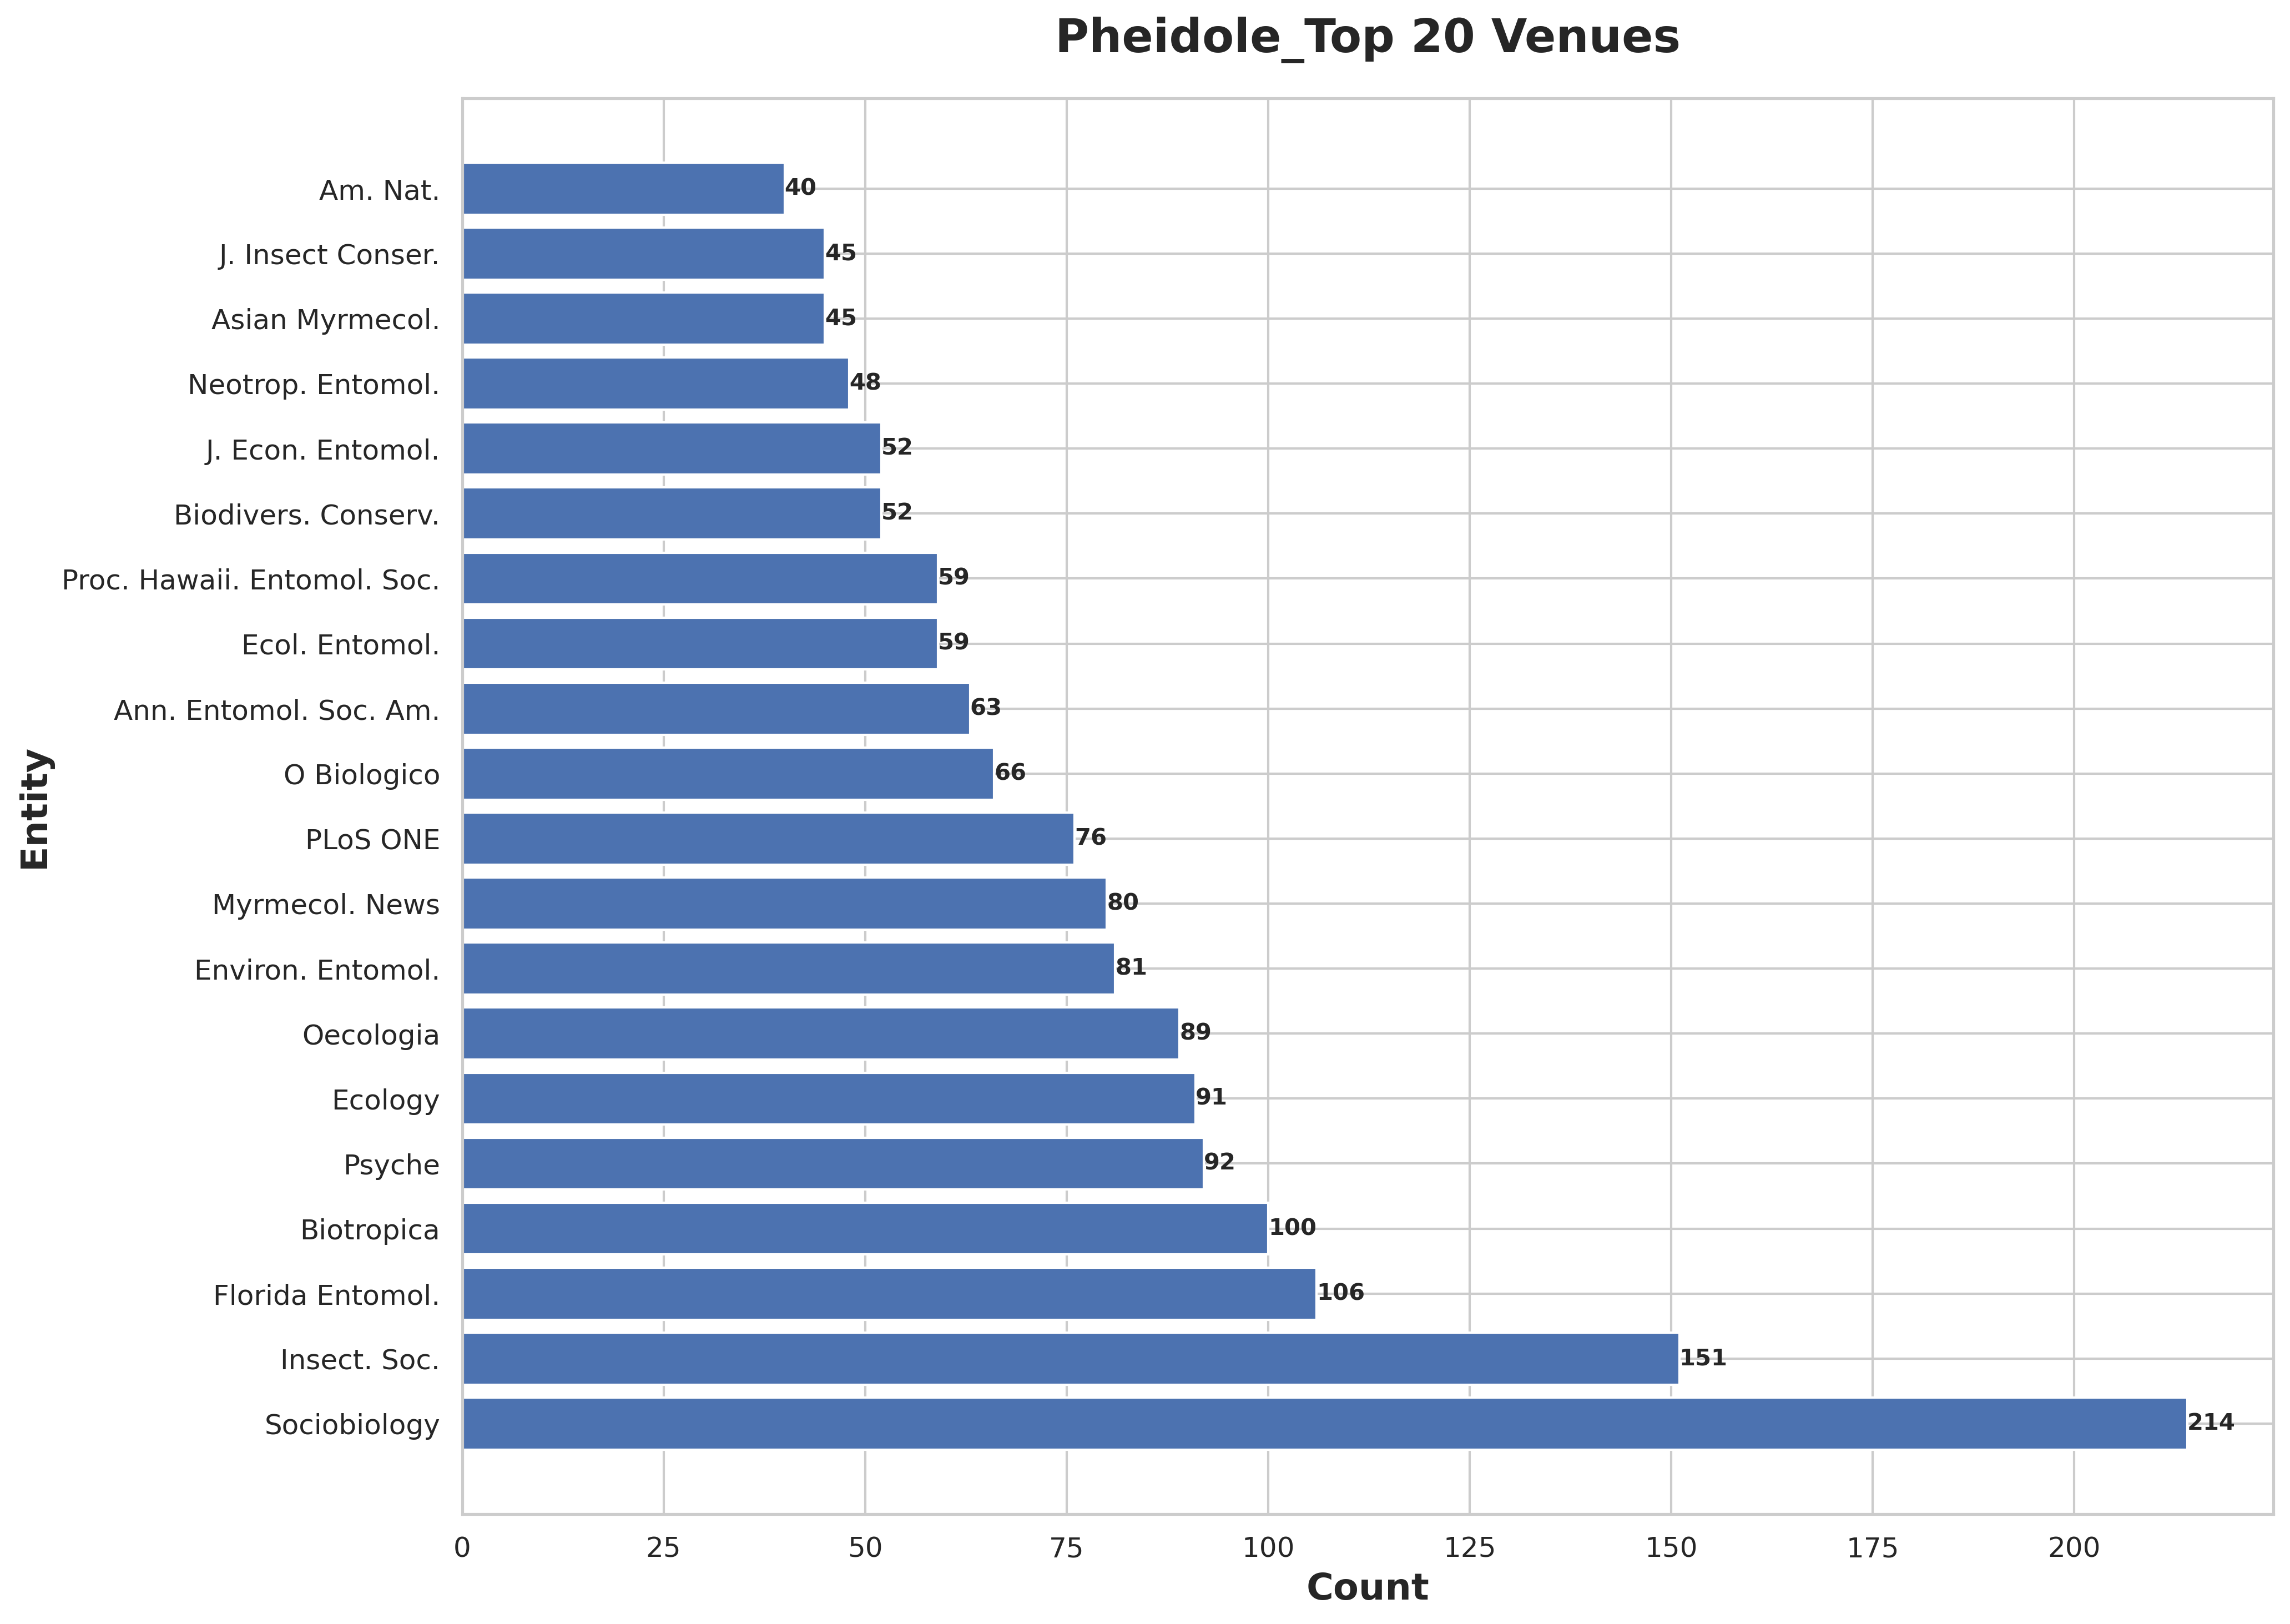 Pheidole_Top 20 Venues
Entity
Am. Nat. 40
J. Insect Conser. 45
Asian Myrmecol. 45
Neotrop. Entomol. 48
J. Econ. Entomol. 52
Biodivers. Conserv. 52
Proc. Hawaii. Entomol. Soc. 59
Ecol. Entomol. 59
Ann. Entomol. Soc. Am. 63
O Biologico 66
PLoS ONE 76
Myrmecol. News 80
Environ. Entomol. 81
Oecologia 89
Ecology 91
Psyche 92
Biotropica 100
Florida Entomol. 106
Insect. Soc. 151
Sociobiology 214
0 25 50 75 100 125 150 175 200
Count